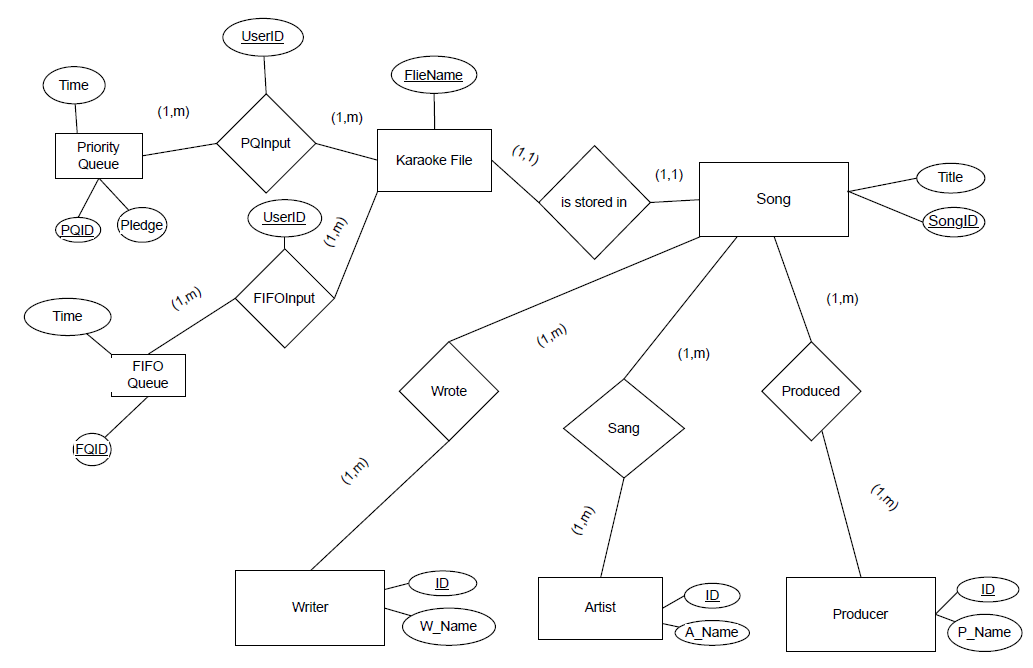 UserID
FlieName
Time
(1,m)
(1,m)
Priority
Queue
PQInput
Karaoke File
(1,1)
(1,1)
Title
is stored in
Song
SongID
PQID
Pledge
UserID
(1,m)
(1,m)
FIFOInput
(1,m)
Time
(1,m)
(1,m)
FIFO
Queue
Wrote
Produced
Sang
FQID
(1,m)
(1,m)
(1,m)
ID
ID
ID
Writer
Artist
Producer
W_Name
A_Name
P_Name